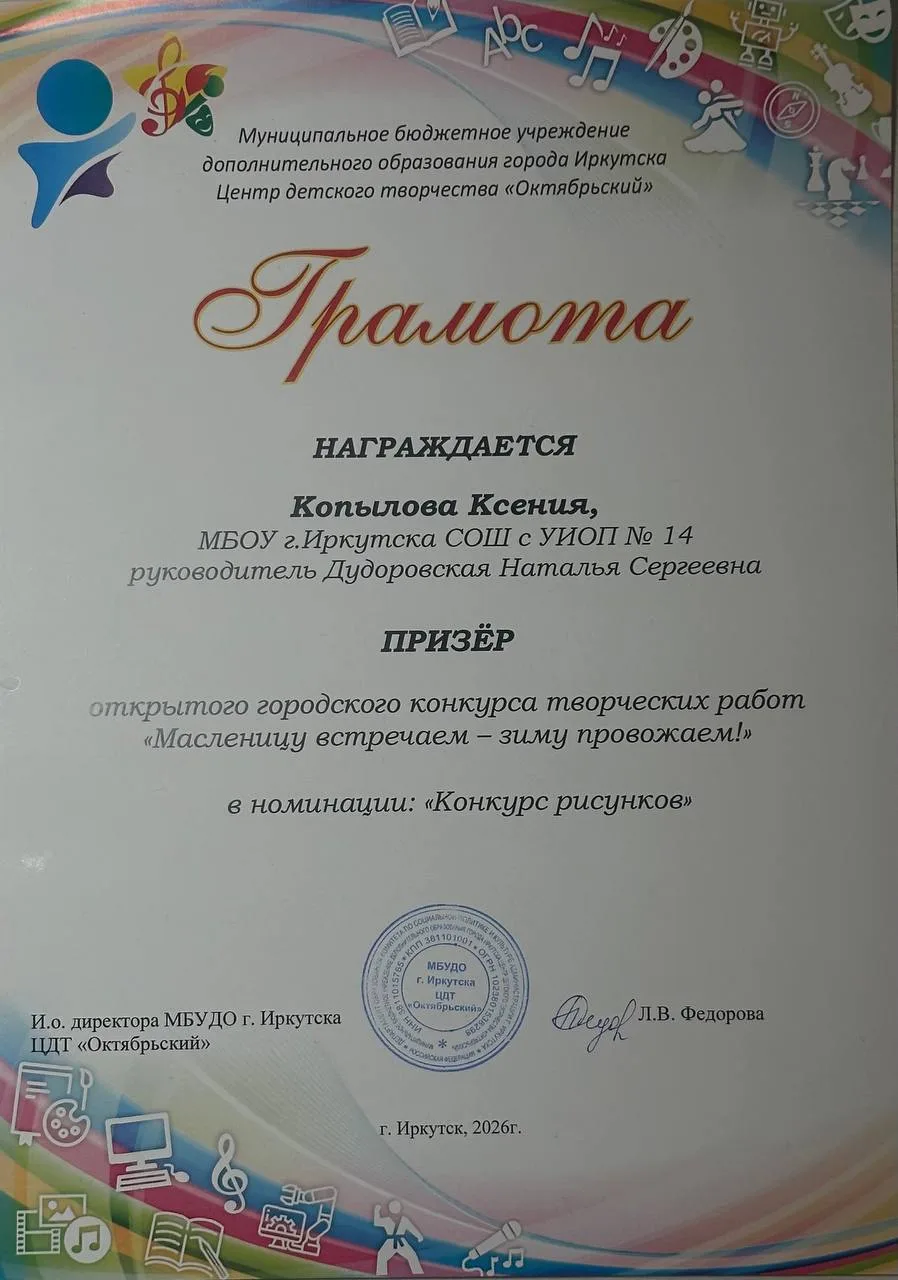 Муниципальное бюджетное учреждение
дополнительного образования города Иркутска
Центр детского творчества «Октябрьский»
Грамота
НАГРАЖДАЕТСЯ
Копылова Ксения,
МБОУ г.Иркутска СОШ с УИОП № 14
руководитель Дудоровская Наталья Сергеевна
ПРИЗЁР
открытого городского конкурса творческих работ
«Масленицу встречаем – зиму провожаем!»
в номинации: «Конкурс рисунков»
МБУДО
г. Иркутска
ЦДТ
«Октябрьский»
И.о. директора МБУДО г. Иркутска
ЦДТ «Октябрьский»
Л.В. Федорова
г. Иркутск, 2026г.